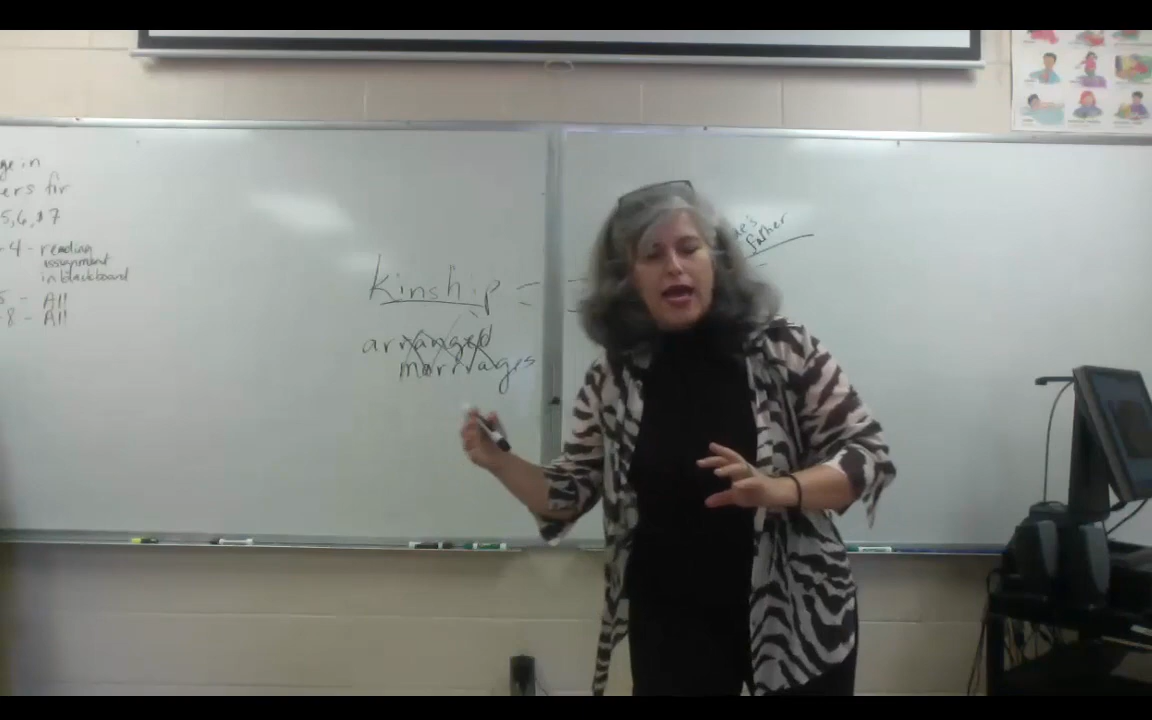 ge in
ers for
5, 6, & 7
- 4 - reading
assignment
in blackboard
5 - All
- 8 - All
kinship =
arranged
marriages
father